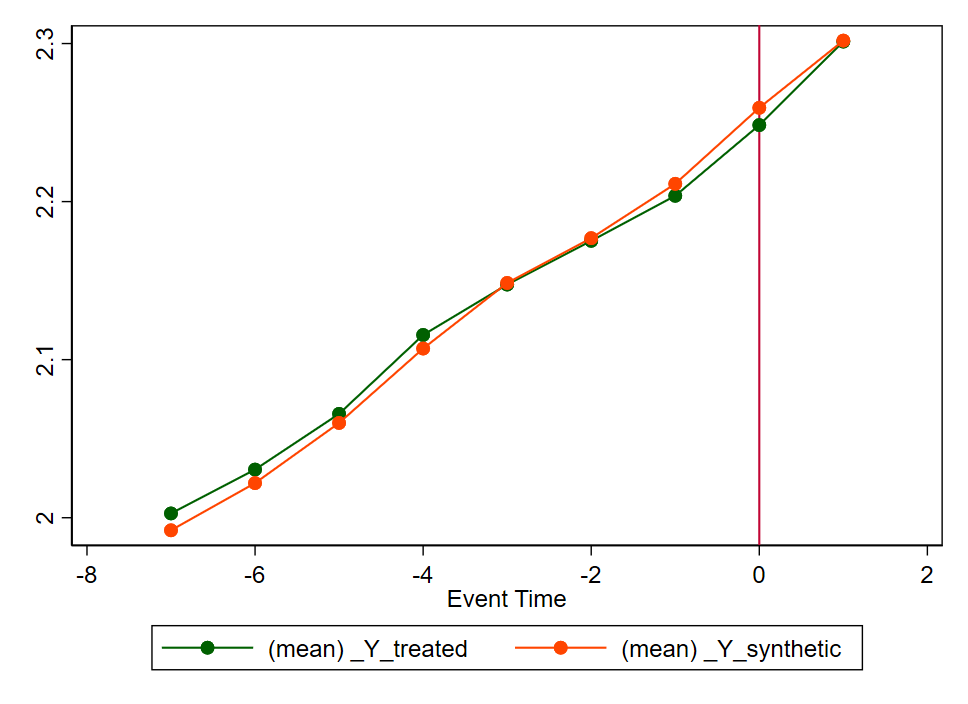 2.3
2.2
2.1
2
-8 -6 -4 -2 0 2
Event Time
(mean) _Y_treated (mean) _Y_synthetic